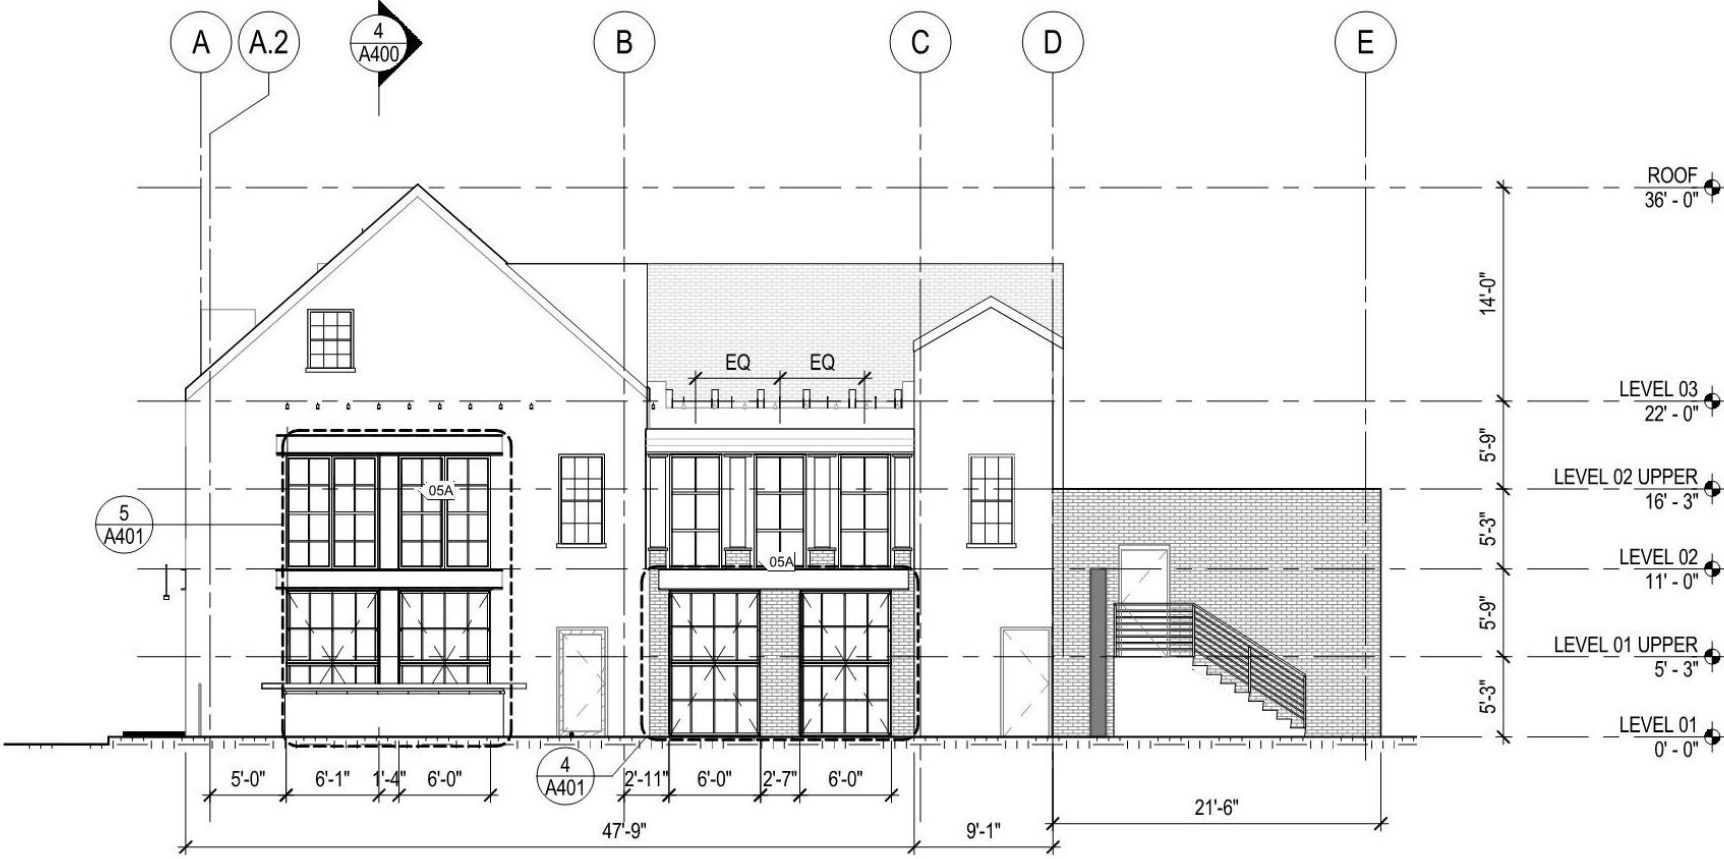 A
A.2
4
A400
B
C
D
E
ROOF
36' - 0"
14'-0"
EQ
EQ
LEVEL 03
22' - 0"
5'-9"
LEVEL 02 UPPER
16' - 3"
05A
5
A401
5'-3"
LEVEL 02
11' - 0"
05A
5'-9"
LEVEL 01 UPPER
5' - 3"
5'-3"
LEVEL 01
0' - 0"
5'-0"
6'-1"
1'-4"
6'-0"
4
A401
2'-11"
6'-0"
2'-7"
6'-0"
21'-6"
47'-9"
9'-1"